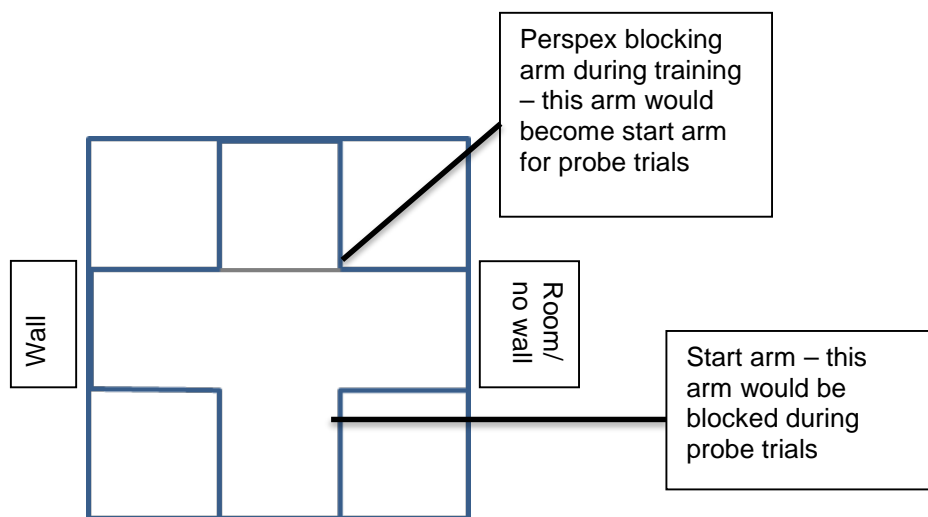 Perspex blocking
arm during training
– this arm would
become start arm
for probe trials
Wall
Room/
no wall
Start arm – this
arm would be
blocked during
probe trials